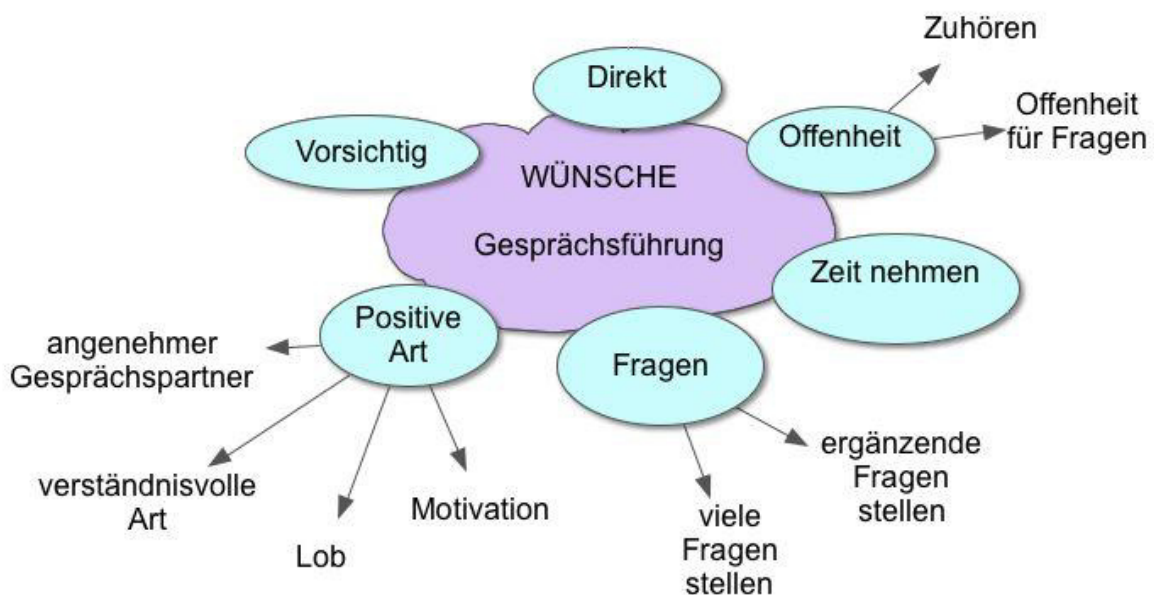 Zuhören
Direkt
Offenheit
für Fragen
Offenheit
Vorsichtig
WÜNSCHE
Gesprächsführung
Zeit nehmen
Positive
Art
Fragen
angenehmer
Gesprächspartner
verständnisvolle
Art
Lob
Motivation
viele
Fragen
stellen
ergänzende
Fragen
stellen